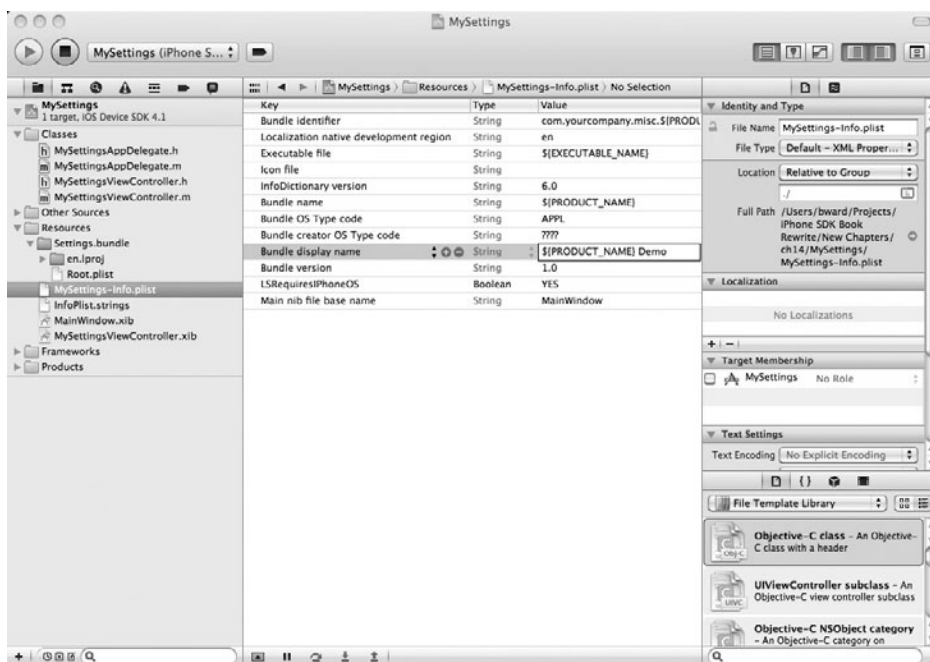 MySettings
MySettings (iPhone S...
MySettings
1 target, iOS Device SDK 4.1
Classes
MySettingsAppDelegate.h
MySettingsAppDelegate.m
MySettingsViewController.h
MySettingsViewController.m
Other Sources
Resources
Settings.bundle
en.lproj
Root.plist
MySettings-Info.plist
InfoPlist.strings
MainWindow.xib
MySettingsViewController.xib
Frameworks
Products
MySettings Resources MySettings-Info.plist No Selection
Key Type Value
Bundle identifier String com.yourcompany.misc.${PRODU
Localization native development region String en
Executable file String ${EXECUTABLE_NAME}
Icon file String
InfoDictionary version String 6.0
Bundle name String ${PRODUCT_NAME}
Bundle OS Type code String APPL
Bundle creator OS Type code String ????
Bundle display name String ${PRODUCT_NAME} Demo
Bundle version String 1.0
LSRequiresIPhoneOS Boolean YES
Main nib file base name String MainWindow
Identity and Type
File Name MySettings-Info.plist
File Type Default - XML Proper...
Location Relative to Group
./
Full Path /Users/bward/Projects/
iPhone SDK Book
Rewrite/New Chapters/
ch14/MySettings/
MySettings-Info.plist
Localization
No Localizations
Target Membership
MySettings No Role
Text Settings
Text Encoding No Explicit Encoding
{}
File Template Library
Obj-C
Objective-C class - An Objective-
C class with a header
UIVC
UIViewController subclass - An
Objective-C view controller subclass
Objective-C NSObject category
- An Objective-C category on